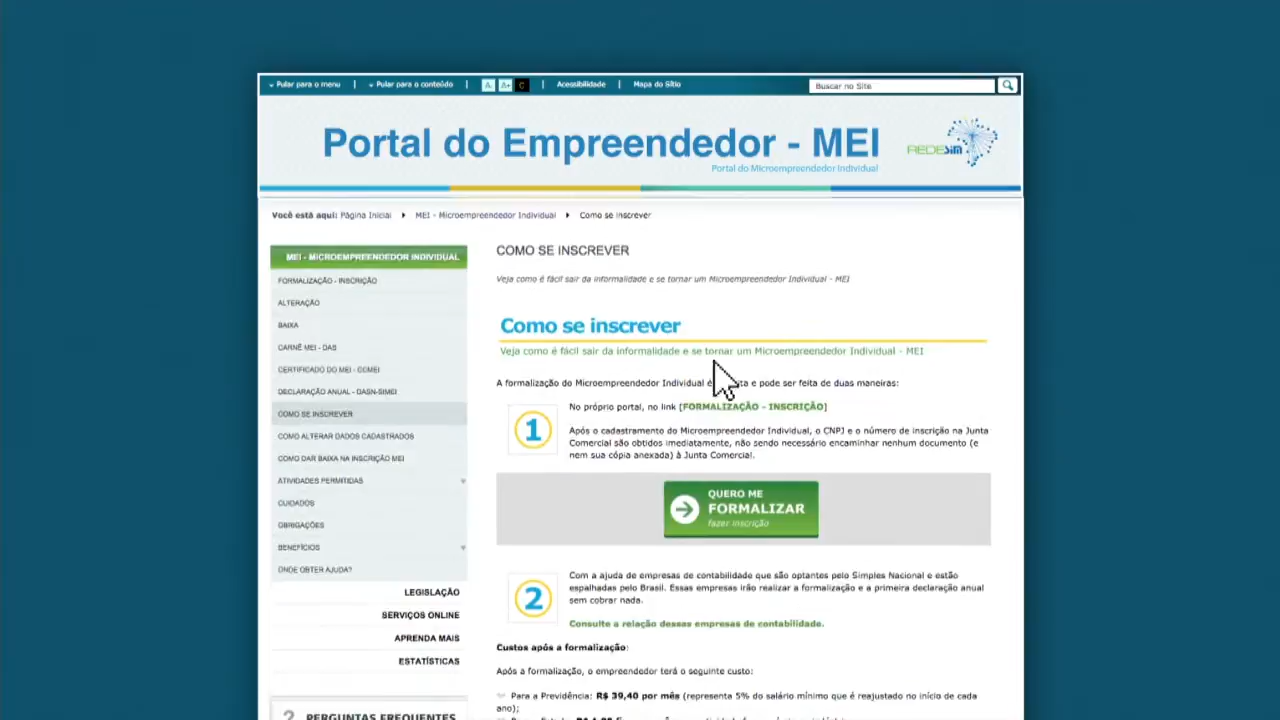 Pular para o menu | Pular para o conteúdo | A- A+ C | Acessibilidade | Mapa do Sítio
Buscar no Site
Portal do Empreendedor - MEI
Portal do Microempreendedor Individual
REDESIM
Você está aqui: Página Inicial MEI - Microempreendedor Individual Como se inscrever
MEI - MICROEMPREENDEDOR INDIVIDUAL
FORMALIZAÇÃO - INSCRIÇÃO
ALTERAÇÃO
BAIXA
CARNÊ MEI - DAS
CERTIFICADO DO MEI - CCMEI
DECLARAÇÃO ANUAL - DASN-SIMEI
COMO SE INSCREVER
COMO ALTERAR DADOS CADASTRADOS
COMO DAR BAIXA NA INSCRIÇÃO MEI
ATIVIDADES PERMITIDAS
CUIDADOS
OBRIGAÇÕES
BENEFÍCIOS
ONDE OBTER AJUDA?
LEGISLAÇÃO
SERVIÇOS ONLINE
APRENDA MAIS
ESTATÍSTICAS
? PERGUNTAS FREQUENTES
COMO SE INSCREVER
Veja como é fácil sair da informalidade e se tornar um Microempreendedor Individual - MEI
Como se inscrever
Veja como é fácil sair da informalidade e se tornar um Microempreendedor Individual - MEI
A formalização do Microempreendedor Individual é e pode ser feita de duas maneiras:
1
No próprio portal, no link [FORMALIZAÇÃO - INSCRIÇÃO]
Após o cadastramento do Microempreendedor Individual, o CNPJ e o número de inscrição na Junta
Comercial são obtidos imediatamente, não sendo necessário encaminhar nenhum documento (e
nem sua cópia anexada) à Junta Comercial.
QUERO ME
FORMALIZAR
fazer inscrição
2
Com a ajuda de empresas de contabilidade que são optantes pelo Simples Nacional e estão
espalhadas pelo Brasil. Essas empresas irão realizar a formalização e a primeira declaração anual
sem cobrar nada.
Consulte a relação dessas empresas de contabilidade.
Custos após a formalização:
Após a formalização, o empreendedor terá o seguinte custo:
Para a Previdência: R$ 39,40 por mês (representa 5% do salário mínimo que é reajustado no início de cada
ano);